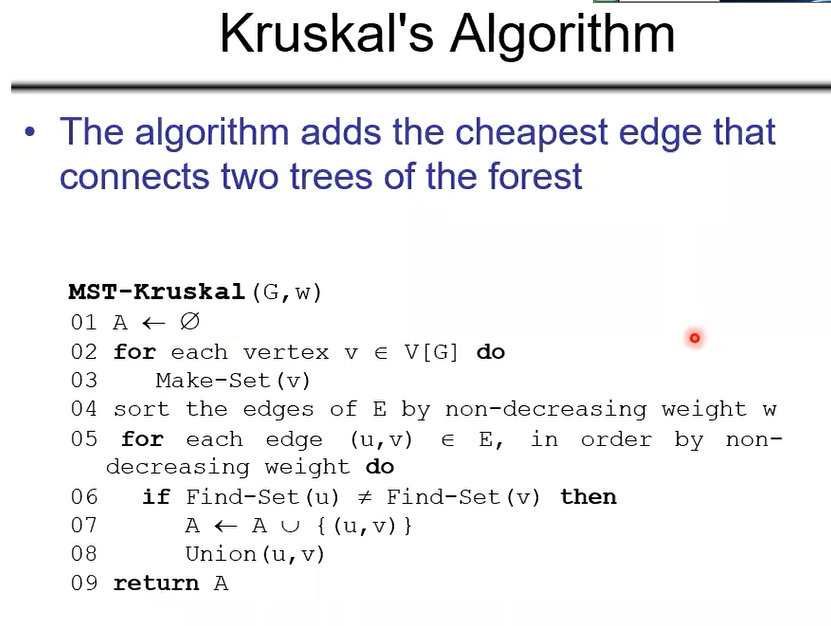 Kruskal's Algorithm
• The algorithm adds the cheapest edge that
connects two trees of the forest
MST-Kruskal(G,w)
01 A ← ∅
02 for each vertex v ∈ V[G] do
03 Make-Set(v)
04 sort the edges of E by non-decreasing weight w
05 for each edge (u,v) ∈ E, in order by non-
decreasing weight do
06 if Find-Set(u) ≠ Find-Set(v) then
07 A ← A ∪ {(u,v)}
08 Union(u,v)
09 return A